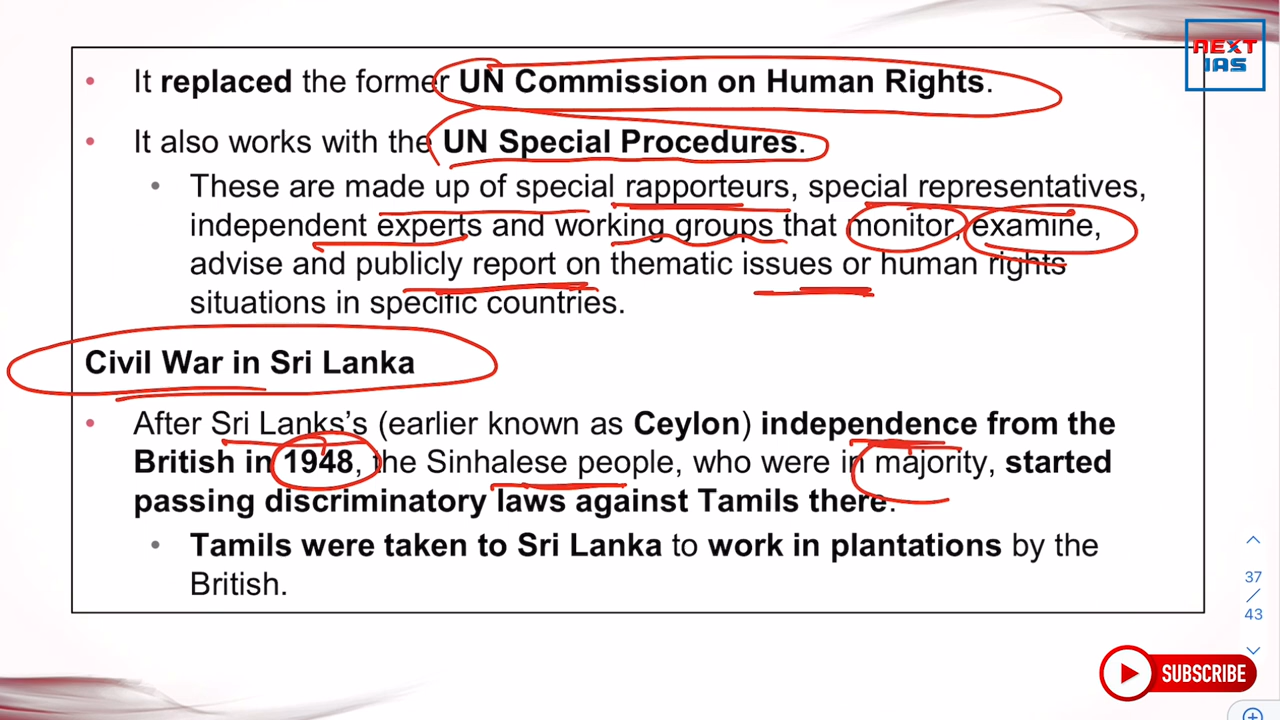 NEXT
IAS
• It replaced the former UN Commission on Human Rights.
• It also works with the UN Special Procedures.
• These are made up of special rapporteurs, special representatives,
independent experts and working groups that monitor, examine,
advise and publicly report on thematic issues or human rights
situations in specific countries.
Civil War in Sri Lanka
• After Sri Lanks’s (earlier known as Ceylon) independence from the
British in 1948, the Sinhalese people, who were in majority, started
passing discriminatory laws against Tamils there.
• Tamils were taken to Sri Lanka to work in plantations by the
British.
37
/
43
SUBSCRIBE